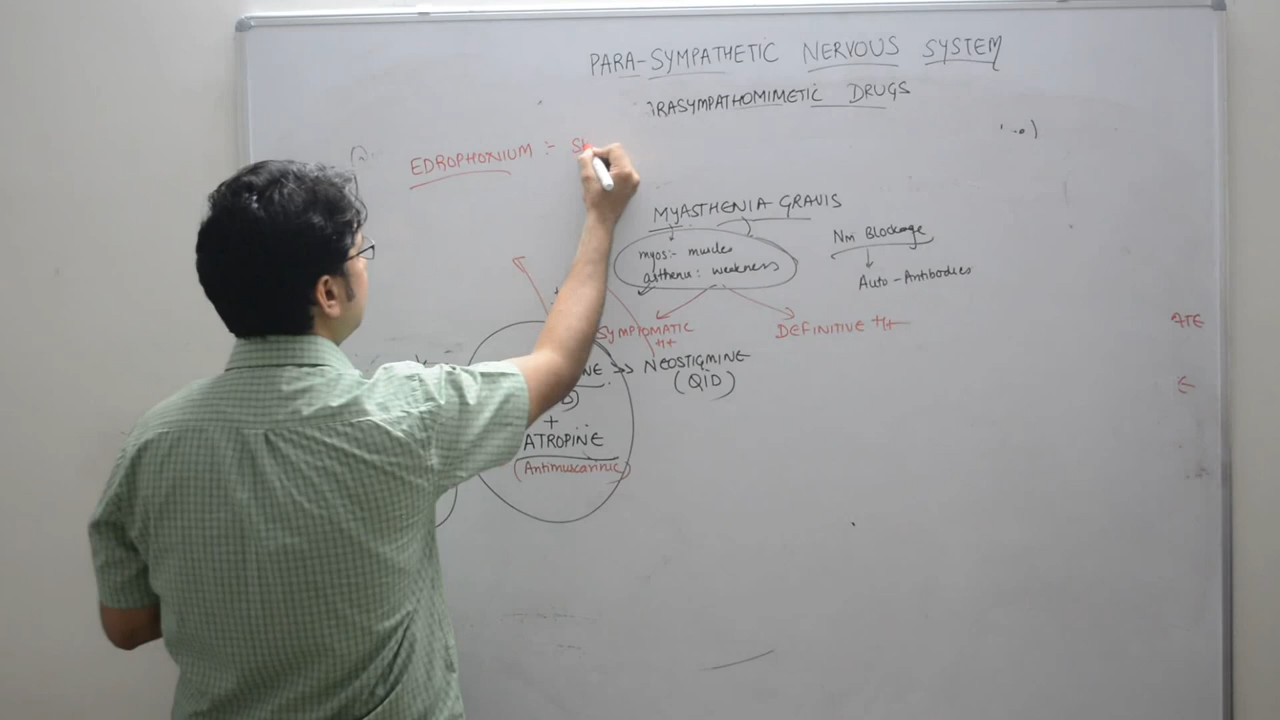 PARA-SYMPATHETIC NERVOUS SYSTEM
RASYMPATHOMIMETIC DRUGS
EDROPHONIUM :-
MYASTHENIA GRAVIS
myos:- muscles
asthenia: weakness
Nm Blockage
Auto-Antibodies
SYMPTOMATIC
DEFINITIVE
NEOSTIGMINE
(QID)
+
ATROPINE
(Antimuscarinic)